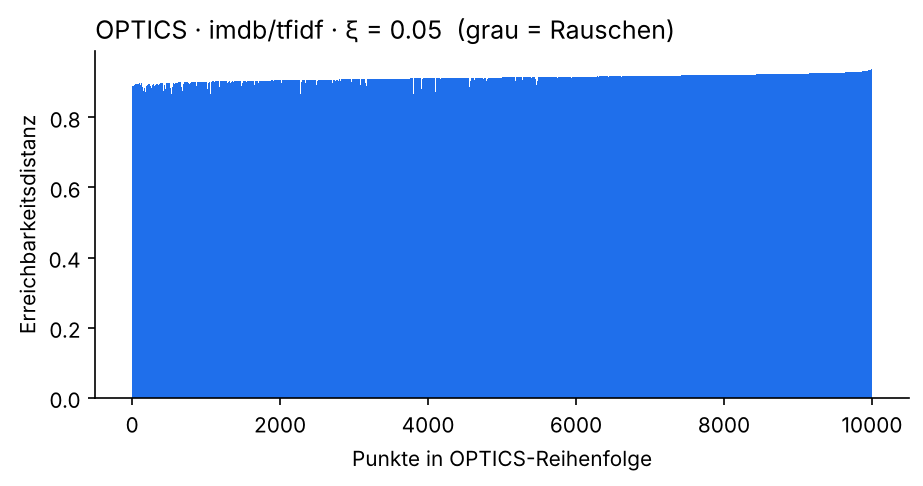 OPTICS · imdb/tfidf · ξ = 0.05  (grau = Rauschen)
Erreichbarkeitsdistanz
0.8
0.6
0.4
0.2
0.0
0 2000 4000 6000 8000 10000
Punkte in OPTICS-Reihenfolge